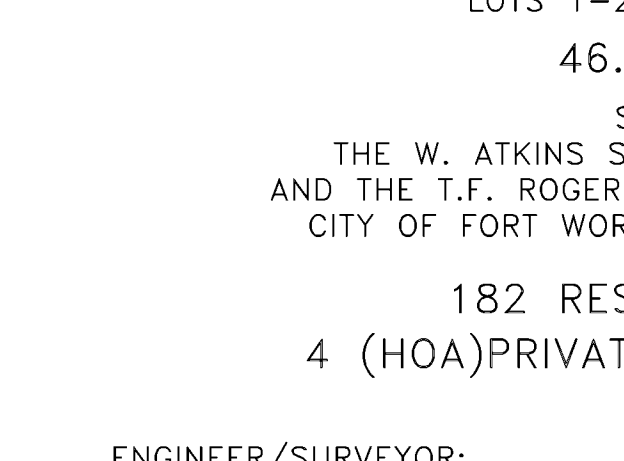 LOTS 1-2
46.
S
THE W. ATKINS S
AND THE T.F. ROGER
CITY OF FORT WOR
182 RES
4 (HOA)PRIVAT
ENGINEER/SURVEYOR: